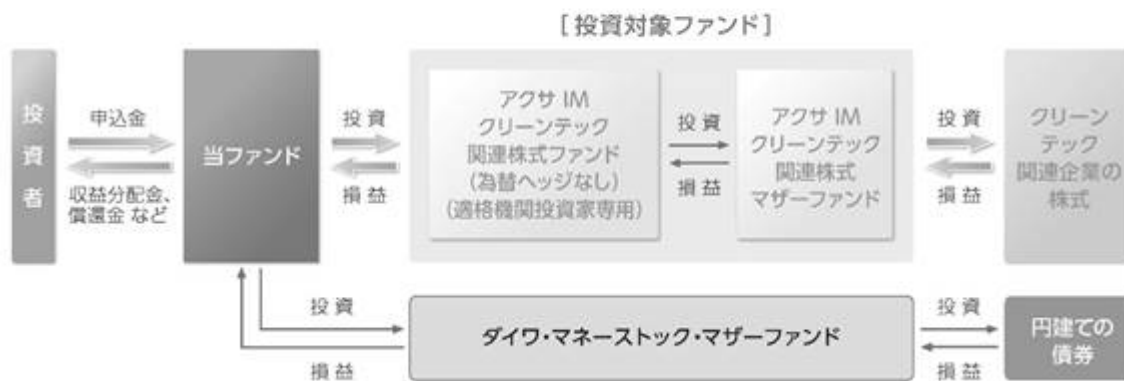 [投資対象ファンド]
投資者
申込金
収益分配金、
償還金 など
当ファンド
投資
損益
アクサ IM
クリーンテック
関連株式ファンド
(為替ヘッジなし)
(適格機関投資家専用)
投資
損益
アクサ IM
クリーンテック
関連株式
マザーファンド
投資
損益
クリーン
テック
関連企業の
株式
投資
損益
ダイワ・マネーストック・マザーファンド
投資
損益
円建ての
債券